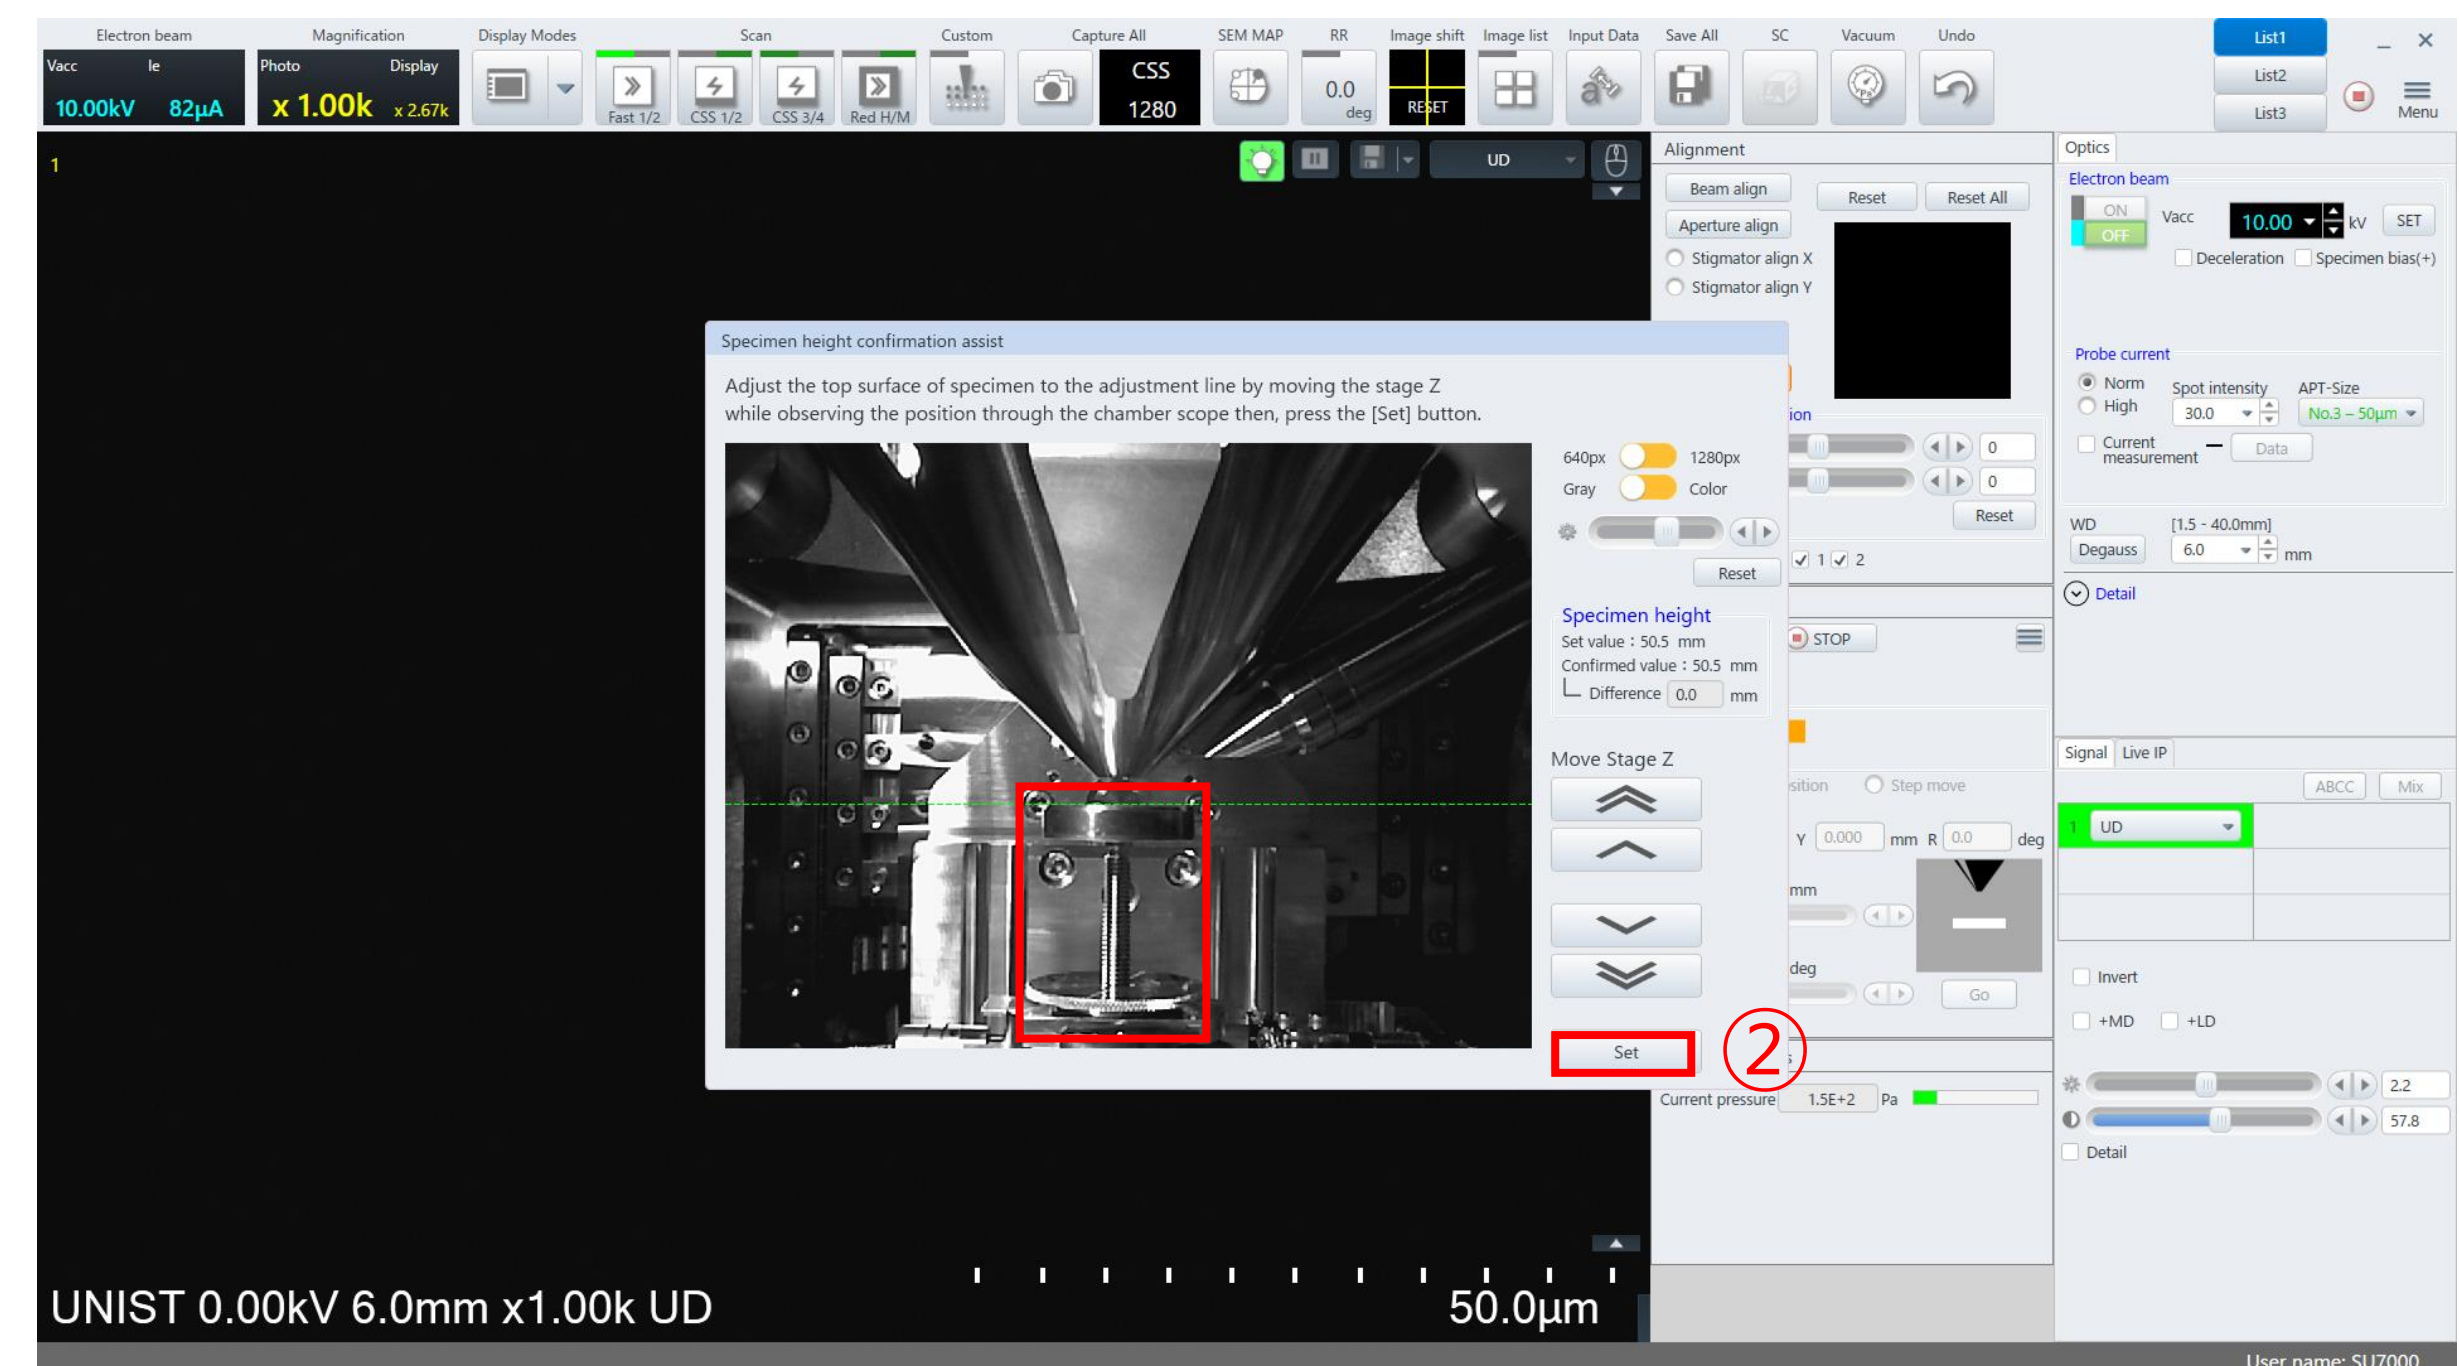 Electron beam
Magnification
Display Modes
Scan
Custom
Capture All
SEM MAP
RR
Image shift
Image list
Input Data
Save All
SC
Vacuum
Undo
List1
List2
List3
Menu
Vacc Ie
10.00kV 82µA
Photo Display
x 1.00k x 2.67k
Fast 1/2
CSS 1/2
CSS 3/4
Red H/M
CSS
1280
0.0
deg
RESET
1
UD
Alignment
Beam align
Reset
Reset All
Aperture align
Stigmator align X
Stigmator align Y
ion
0
0
Reset
1 2
STOP
sition
Step move
Y 0.000 mm R 0.0 deg
mm
deg
Go
s
Current pressure 1.5E+2 Pa
Specimen height confirmation assist
Adjust the top surface of specimen to the adjustment line by moving the stage Z
while observing the position through the chamber scope then, press the [Set] button.
640px 1280px
Gray Color
Reset
Specimen height
Set value : 50.5 mm
Confirmed value : 50.5 mm
Difference 0.0 mm
Move Stage Z
Set
②
Optics
Electron beam
ON
OFF
Vacc 10.00 kV SET
Deceleration Specimen bias(+)
Probe current
Norm
High
Spot intensity
30.0
APT-Size
No.3 – 50µm
Current
measurement
Data
WD [1.5 - 40.0mm]
Degauss 6.0 mm
Detail
Signal Live IP
ABCC Mix
1 UD
Invert
+MD +LD
2.2
57.8
Detail
UNIST 0.00kV 6.0mm x1.00k UD
50.0µm
User name: SU7000